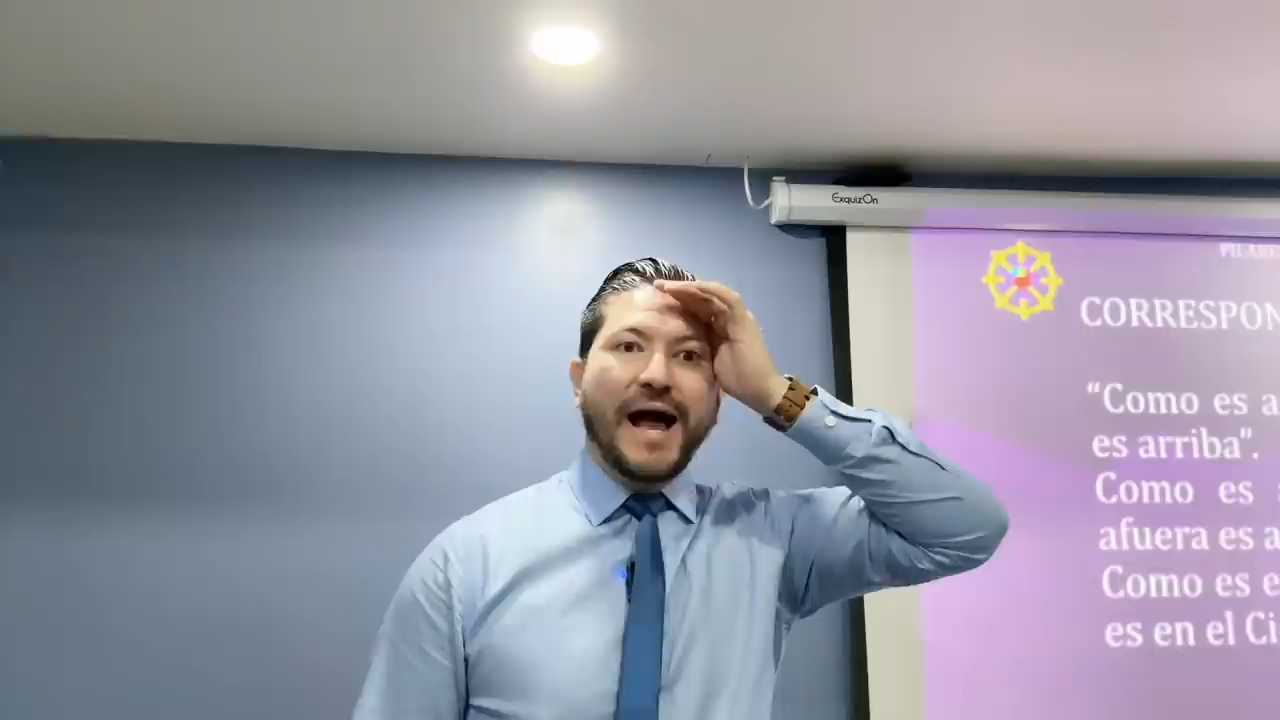 ExquizOn
CORRESPON
“Como es a
es arriba".
Como es
afuera es a
Como es e
es en el Ci